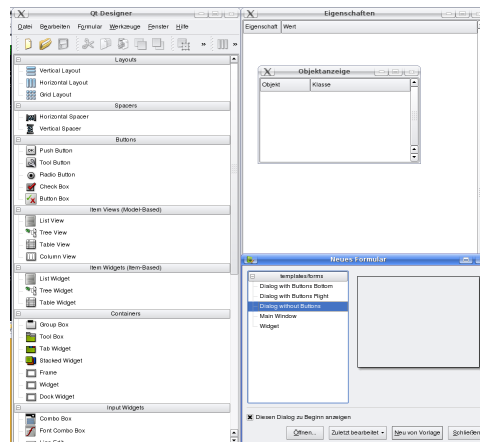 Qt Designer
Datei Bearbeiten Formular Werkzeuge Fenster Hilfe
» »
Layouts
Vertical Layout
Horizontal Layout
Grid Layout
Spacers
Horizontal Spacer
Vertical Spacer
Buttons
OK Push Button
Tool Button
Radio Button
Check Box
Button Box
Item Views (Model-Based)
List View
Tree View
Table View
Column View
Item Widgets (Item-Based)
List Widget
Tree Widget
Table Widget
Containers
Group Box
Tool Box
Tab Widget
Stacked Widget
Frame
Widget
Dock Widget
Input Widgets
Combo Box
Font Combo Box
Eigenschaften
Eigenschaft Wert
Objektanzeige
Objekt Klasse
Neues Formular
templates/forms
Dialog with Buttons Bottom
Dialog with Buttons Right
Dialog without Buttons
Main Window
Widget
Diesen Dialog zu Beginn anzeigen
Öffnen... Zuletzt bearbeitet Neu von Vorlage Schließen